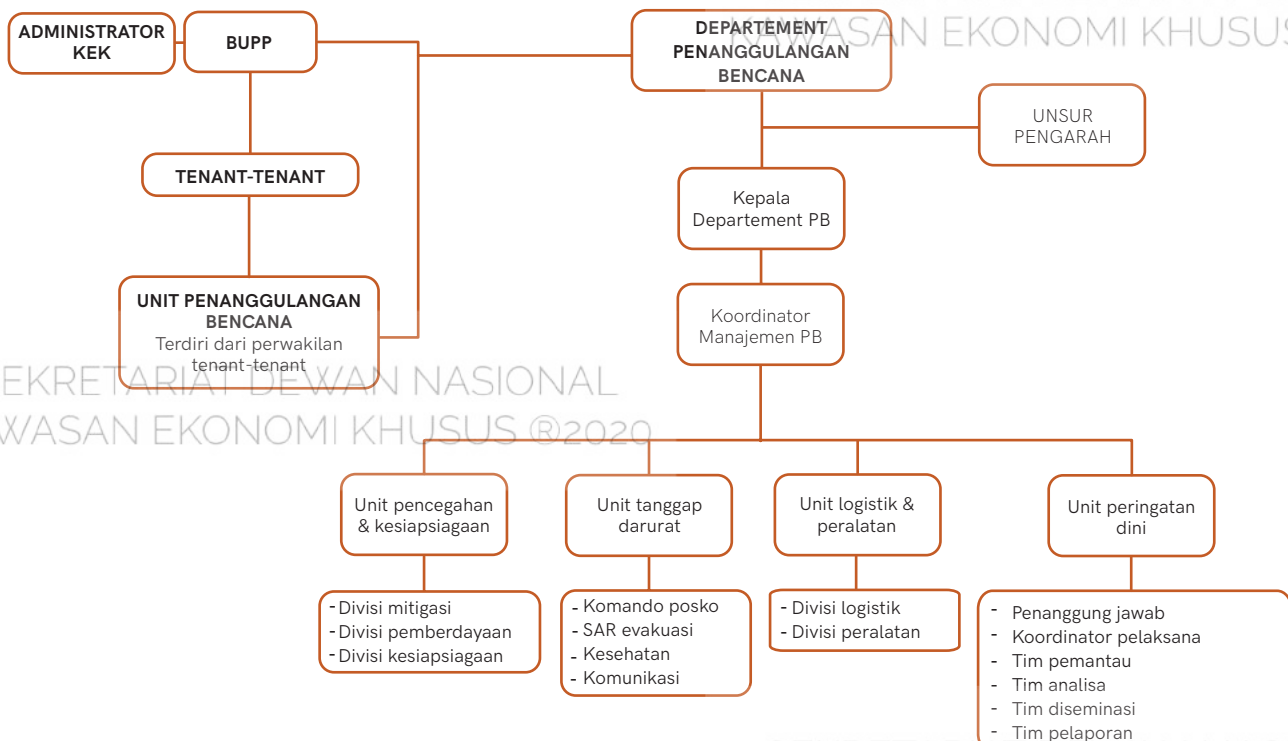 KAWASAN EKONOMI KHUSUS
ADMINISTRATOR
KEK
BUPP
DEPARTEMENT
PENANGGULANGAN
BENCANA
UNSUR
PENGARAH
TENANT-TENANT
Kepala
Departement PB
UNIT PENANGGULANGAN
BENCANA
Terdiri dari perwakilan
tenant-tenant
Koordinator
Manajemen PB
EKRETARIAT DEWAN NASIONAL
WASAN EKONOMI KHUSUS ®2020
Unit pencegahan
& kesiapsiagaan
Unit tanggap
darurat
Unit logistik &
peralatan
Unit peringatan
dini
- Divisi mitigasi
- Divisi pemberdayaan
- Divisi kesiapsiagaan
- Komando posko
- SAR evakuasi
- Kesehatan
- Komunikasi
- Divisi logistik
- Divisi peralatan
- Penanggung jawab
- Koordinator pelaksana
- Tim pemantau
- Tim analisa
- Tim diseminasi
- Tim pelaporan